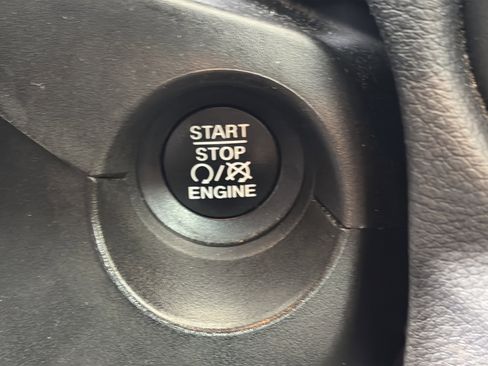 START
STOP
/
ENGINE